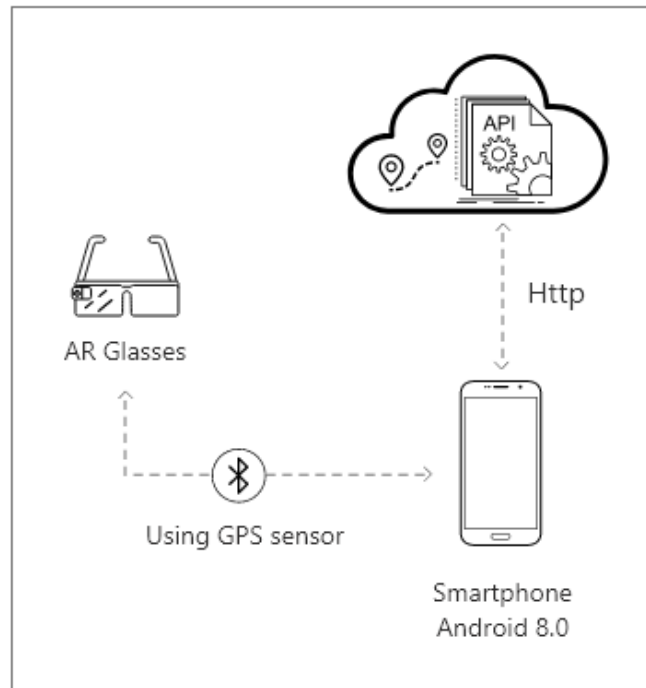 API
Http
AR Glasses
Using GPS sensor
Smartphone
Android 8.0